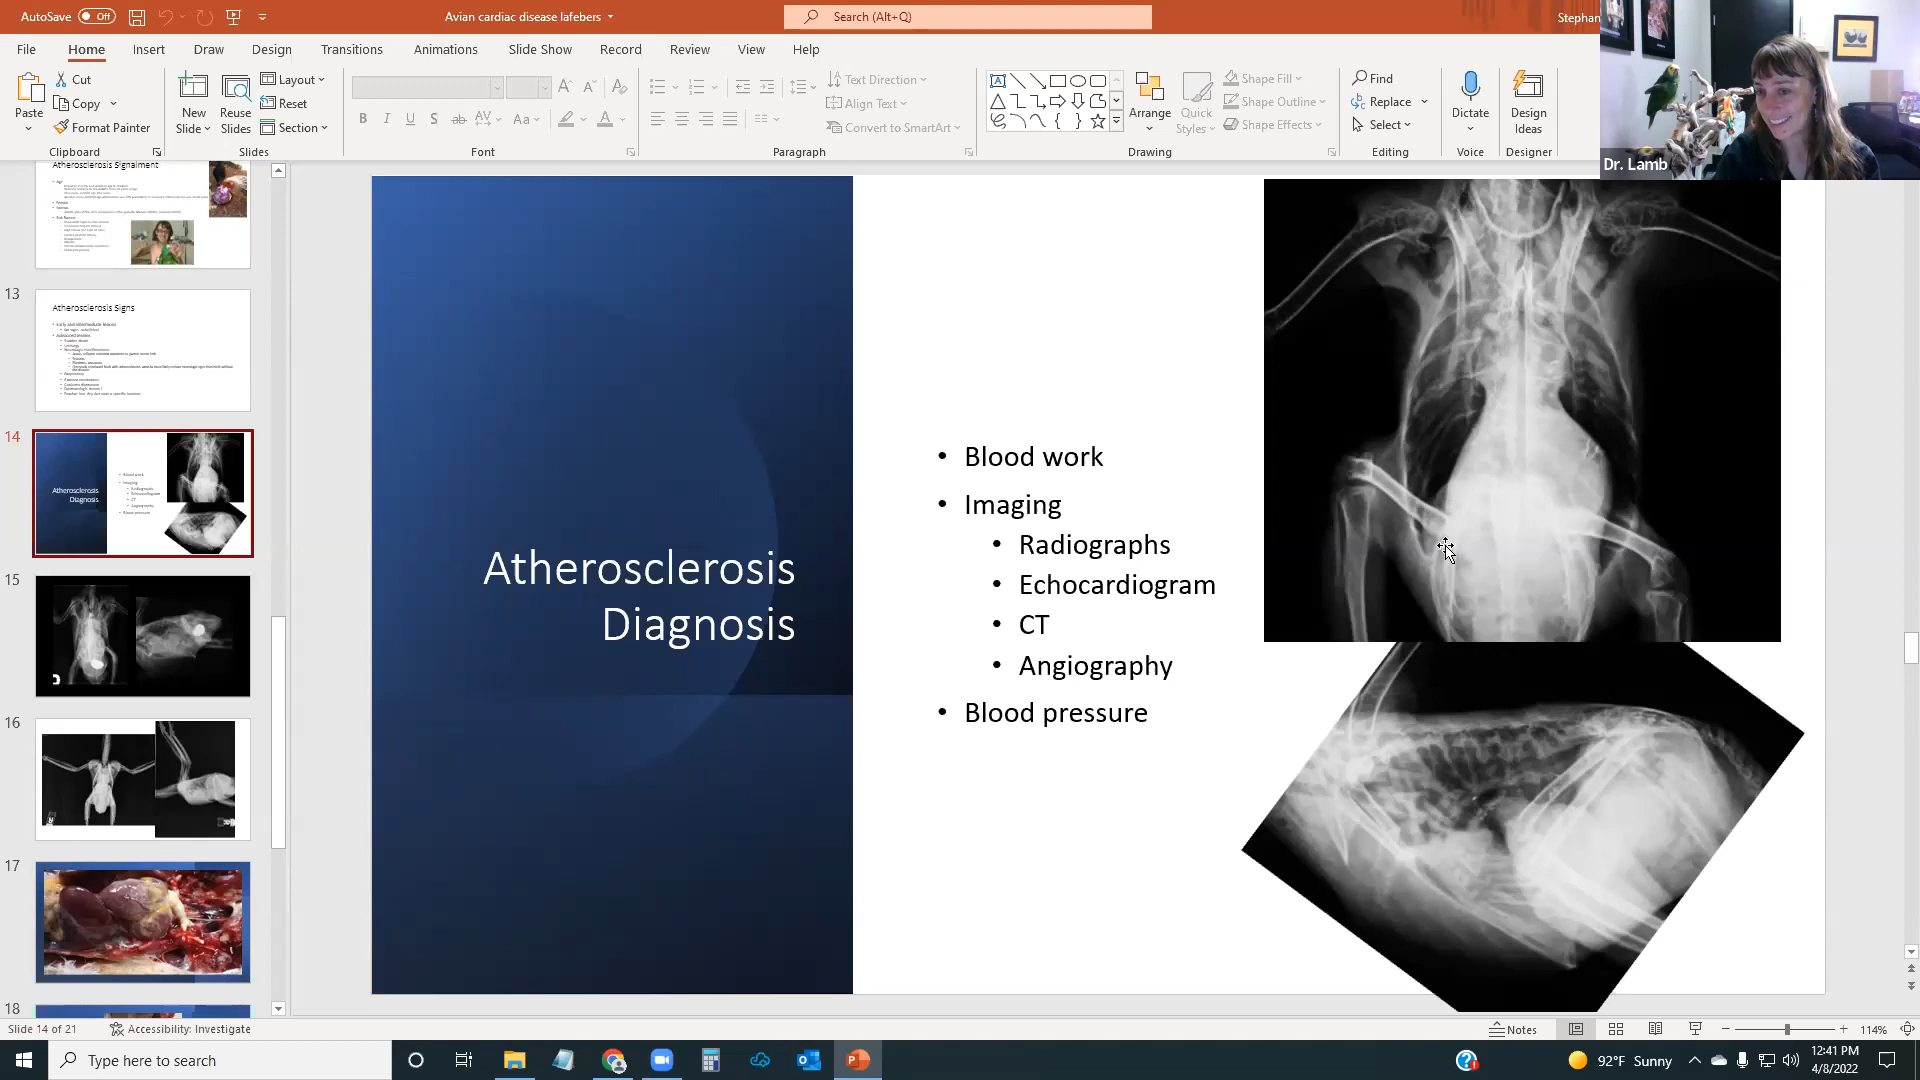 AutoSave Off
Avian cardiac disease lafebers
Search (Alt+Q)
Stephan
File Home Insert Draw Design Transitions Animations Slide Show Record Review View Help
Paste
Cut
Copy
Format Painter
Clipboard
New Slide
Reuse Slides
Layout
Reset
Section
Slides
B I U S ab AV Aa A
Font
Text Direction
Align Text
Convert to SmartArt
Paragraph
Arrange
Quick Styles
Shape Fill
Shape Outline
Shape Effects
Drawing
Find
Replace
Select
Editing
Dictate
Voice
Design Ideas
Designer
Dr. Lamb
Atherosclerosis Signalment
13
Atherosclerosis Signs
14
Atherosclerosis
Diagnosis
• Blood work
• Imaging
• Radiographs
• Echocardiogram
• CT
• Angiography
• Blood pressure
15
16
17
18
Atherosclerosis
Diagnosis
• Blood work
• Imaging
• Radiographs
• Echocardiogram
• CT
• Angiography
• Blood pressure
Slide 14 of 21
Accessibility: Investigate
Notes
114%
Type here to search
92°F Sunny
12:41 PM
4/8/2022